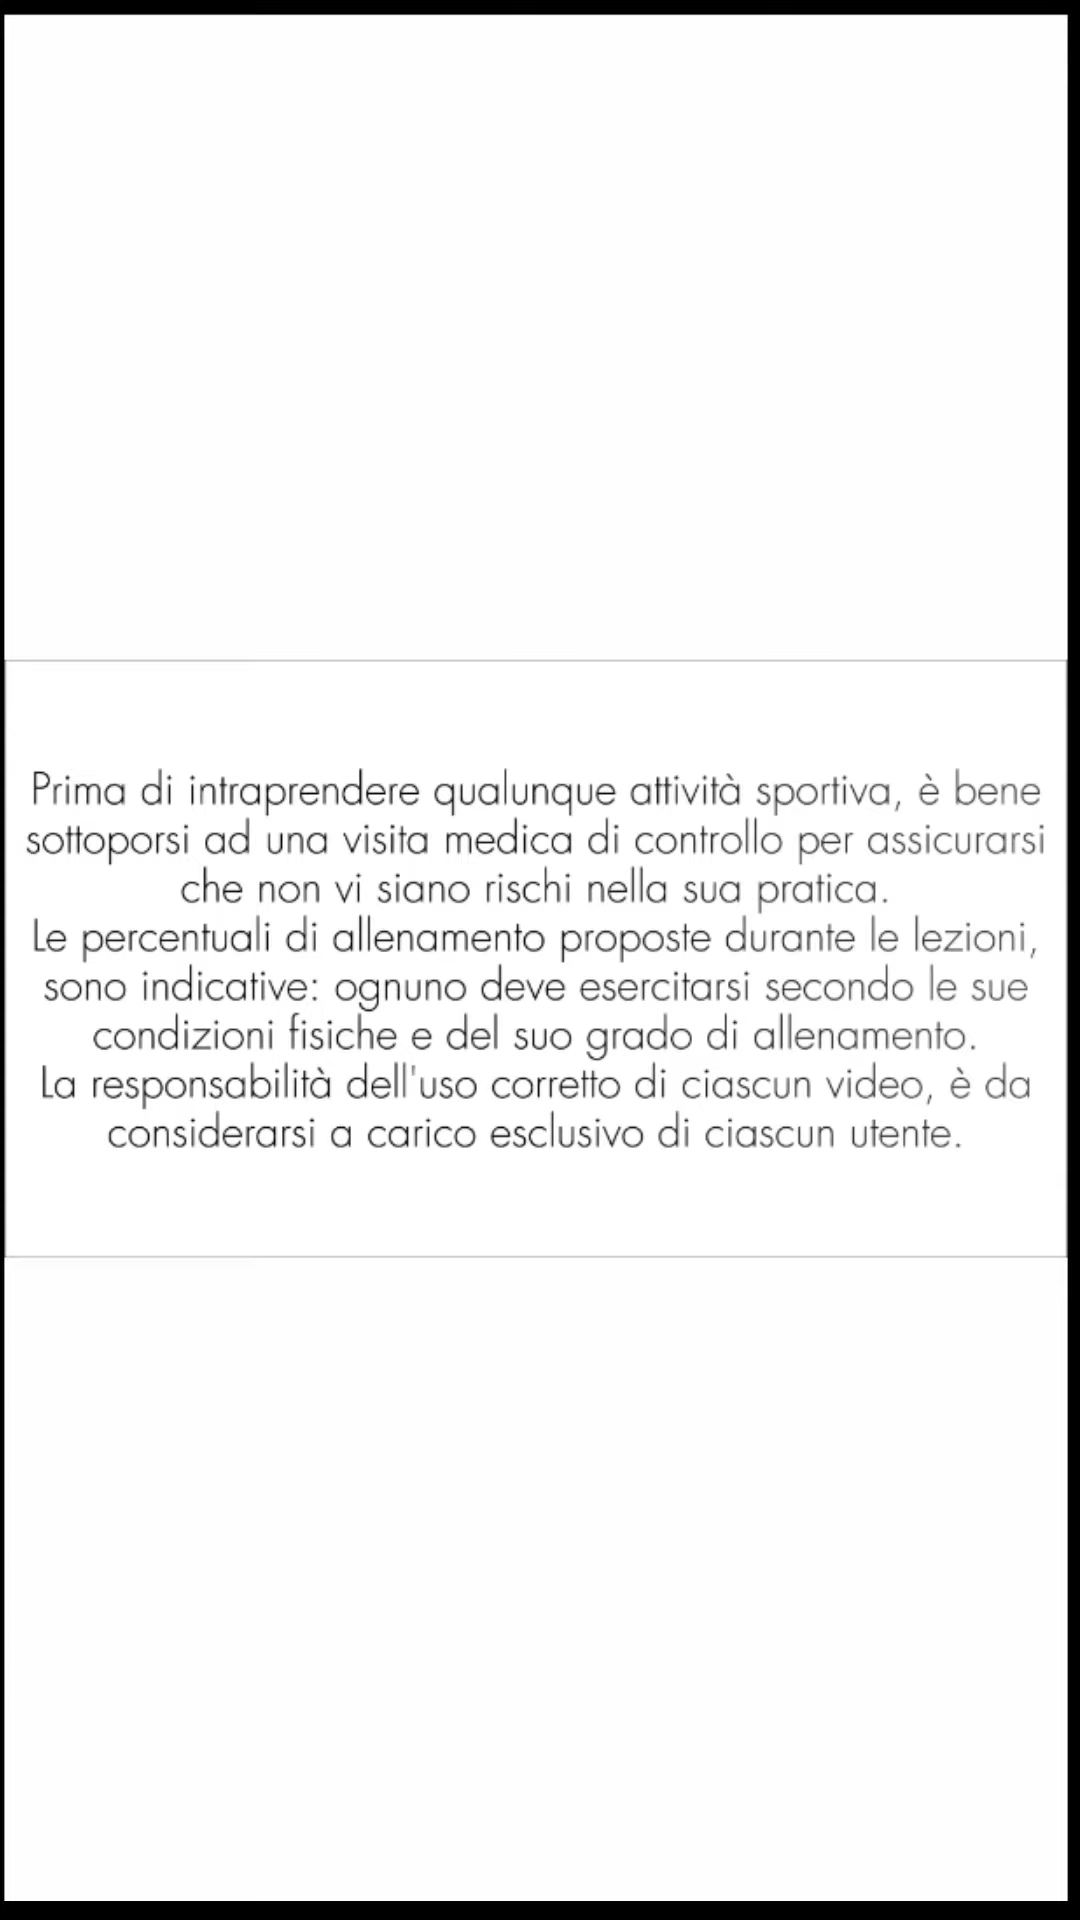 Prima di intraprendere qualunque attività sportiva, è bene
sottoporsi ad una visita medica di controllo per assicurarsi
che non vi siano rischi nella sua pratica.
Le percentuali di allenamento proposte durante le lezioni,
sono indicative: ognuno deve esercitarsi secondo le sue
condizioni fisiche e del suo grado di allenamento.
La responsabilità dell'uso corretto di ciascun video, è da
considerarsi a carico esclusivo di ciascun utente.